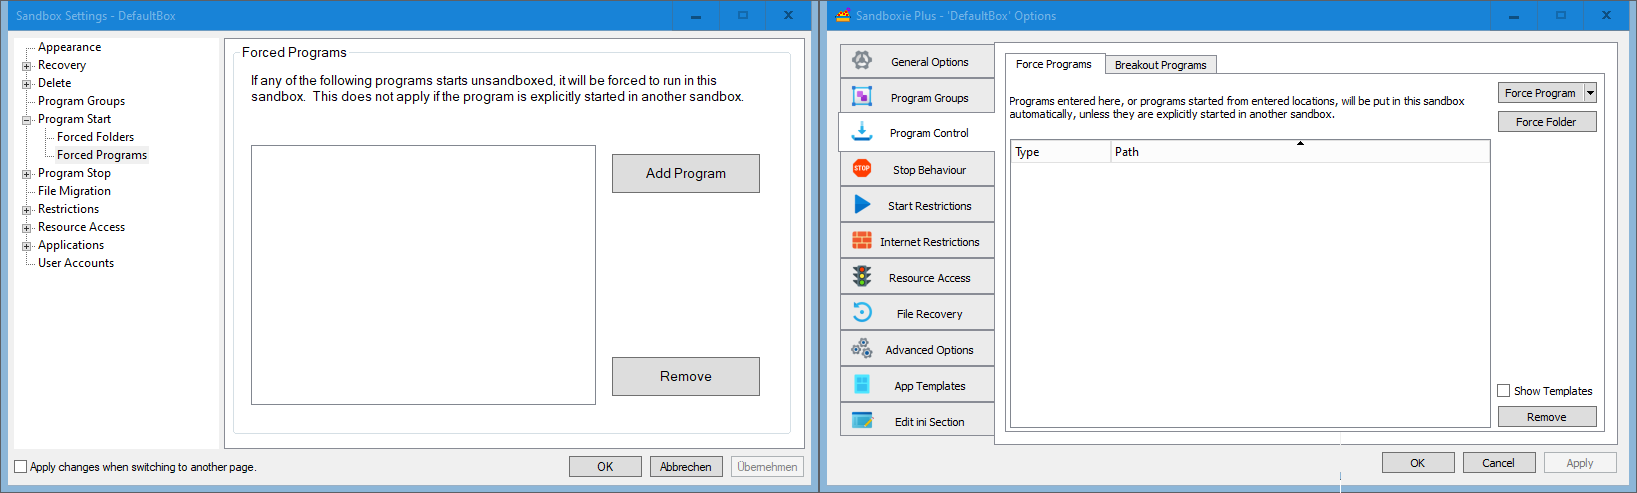 Sandbox Settings - DefaultBox
Appearance
Recovery
Delete
Program Groups
Program Start
Forced Folders
Forced Programs
Program Stop
File Migration
Restrictions
Resource Access
Applications
User Accounts
Forced Programs
If any of the following programs starts unsandboxed, it will be forced to run in this
sandbox. This does not apply if the program is explicitly started in another sandbox.
Add Program
Remove
Apply changes when switching to another page.
OK
Abbrechen
Übernehmen
Sandboxie Plus - 'DefaultBox' Options
General Options
Program Groups
Program Control
STOP
Stop Behaviour
Start Restrictions
Internet Restrictions
Resource Access
File Recovery
Advanced Options
App Templates
Edit ini Section
Force Programs
Breakout Programs
Programs entered here, or programs started from entered locations, will be put in this sandbox
automatically, unless they are explicitly started in another sandbox.
Force Program
Force Folder
Type
Path
Show Templates
Remove
OK
Cancel
Apply